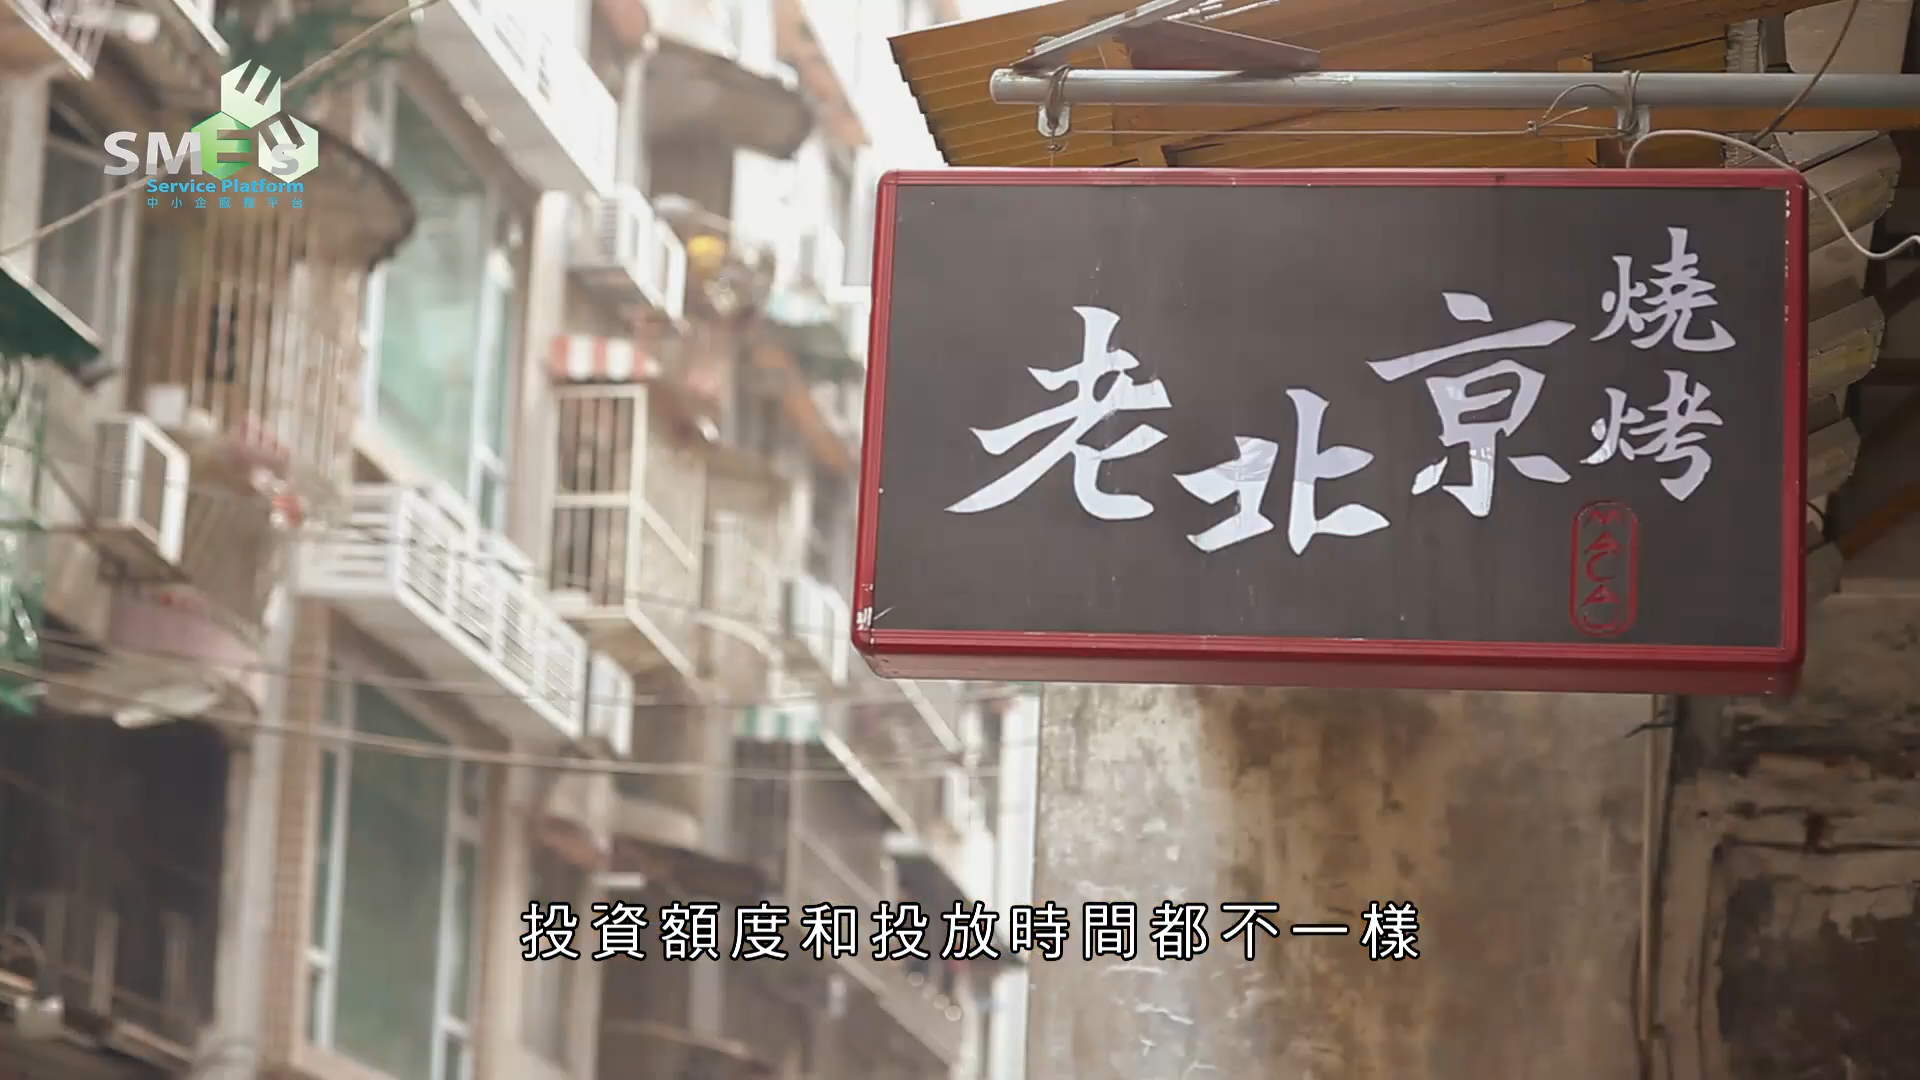 SMEs
Service Platform
中小企服務平台
老北京
燒烤
MACAU
投資額度和投放時間都不一樣